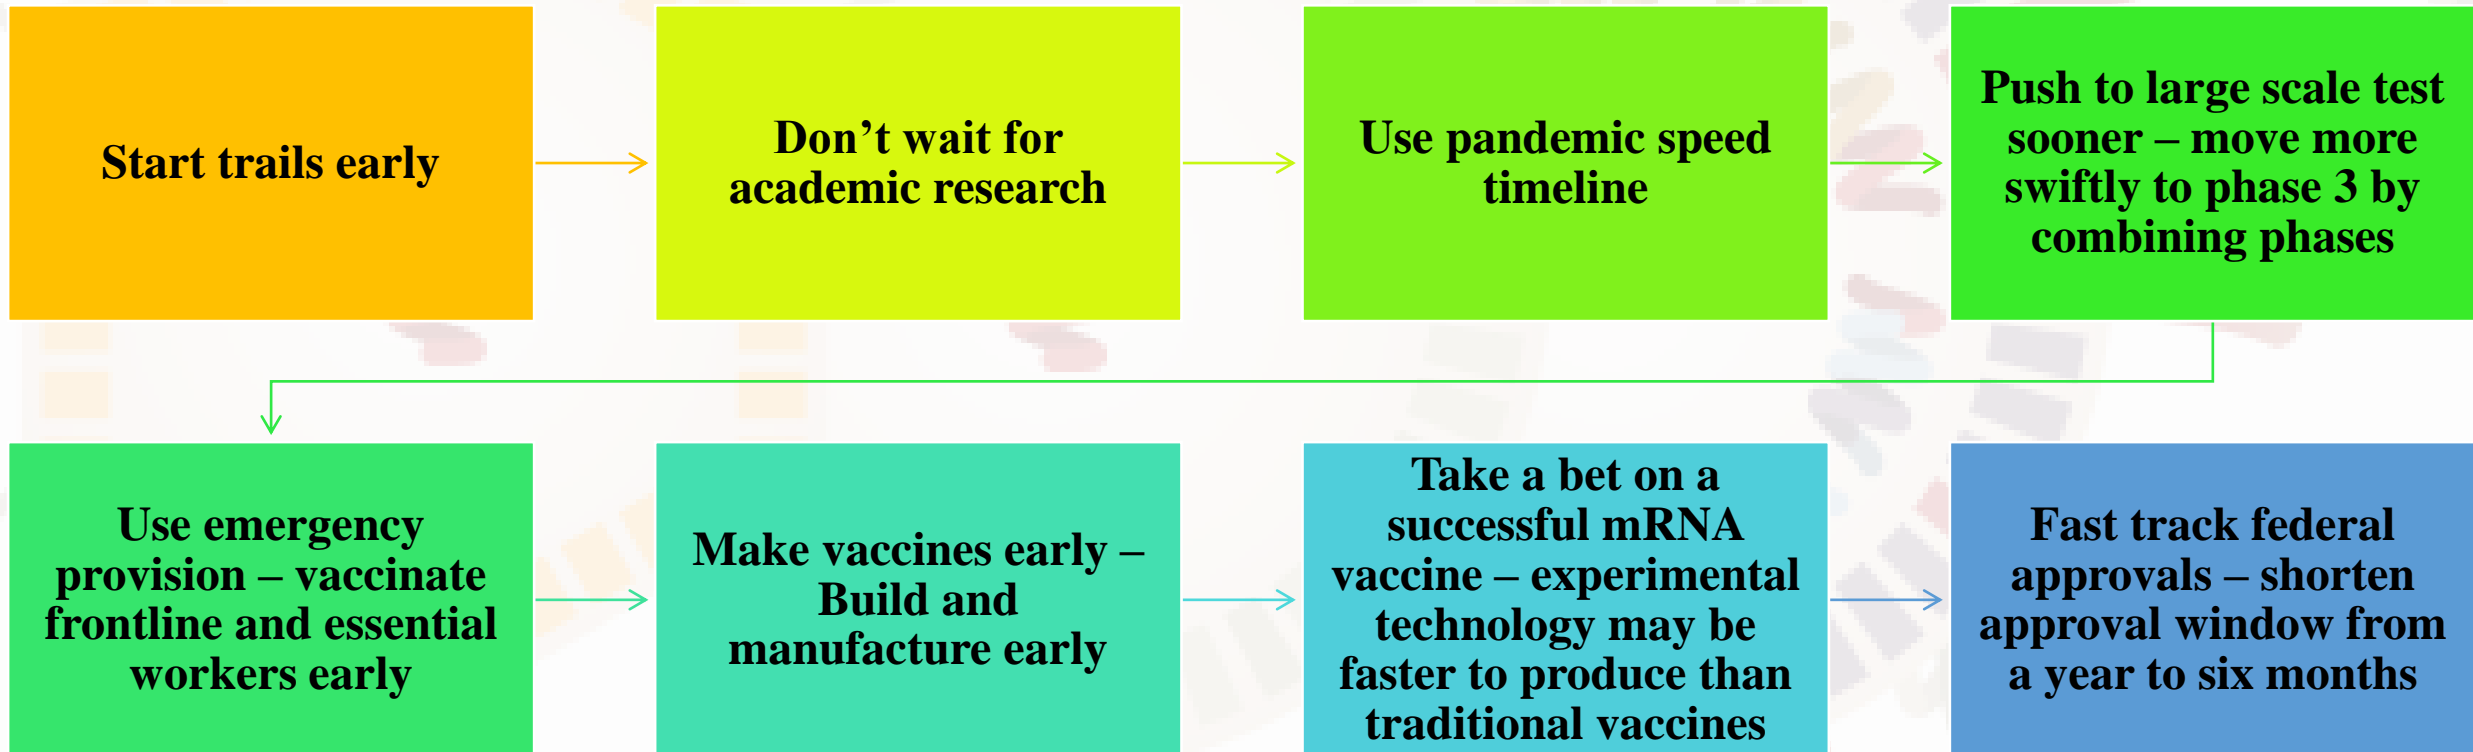 Start trails early
Don’t wait for
academic research
Use pandemic speed
timeline
Push to large scale test
sooner – move more
swiftly to phase 3 by
combining phases
Use emergency
provision – vaccinate
frontline and essential
workers early
Make vaccines early –
Build and
manufacture early
Take a bet on a
successful mRNA
vaccine – experimental
technology may be
faster to produce than
traditional vaccines
Fast track federal
approvals – shorten
approval window from
a year to six months